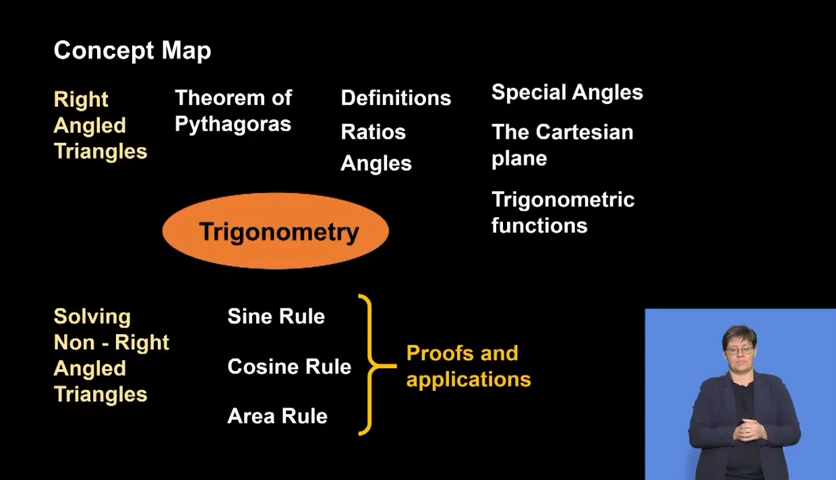 Concept Map
Right
Angled
Triangles
Theorem of
Pythagoras
Definitions
Ratios
Angles
Special Angles
The Cartesian
plane
Trigonometric
functions
Trigonometry
Solving
Non - Right
Angled
Triangles
Sine Rule
Cosine Rule
Area Rule
Proofs and
applications